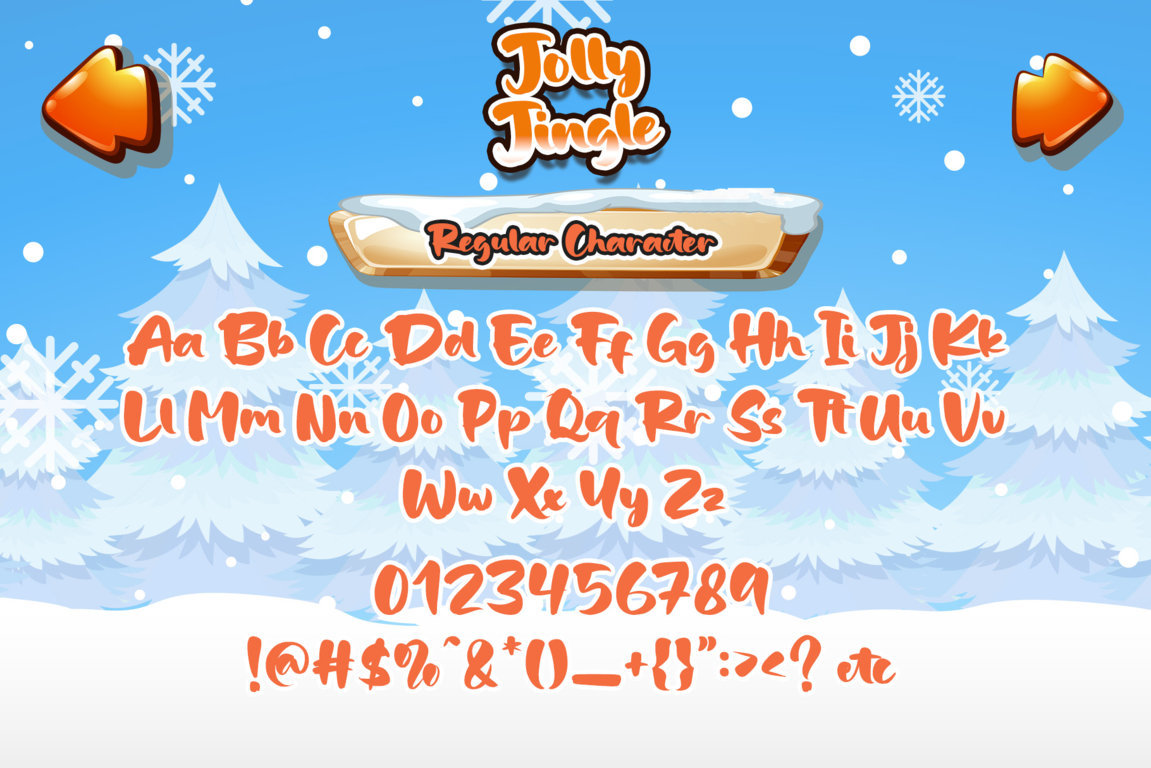 Jolly
Jingle
Regular Character
Aa Bb Cc Dd Ee Ff Gg Hh Ii Jj Kk
Ll Mm Nn Oo Pp Qq Rr Ss Tt Uu Vv
Ww Xx Yy Zz
0123456789
!@#$%^&*()_+{}":><? etc